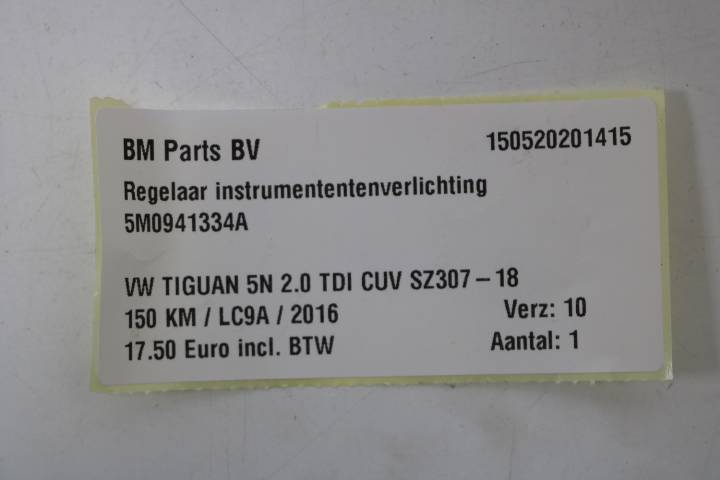 BM Parts BV 150520201415
Regelaar instrumententenverlichting
5M0941334A
VW TIGUAN 5N 2.0 TDI CUV SZ307-18
150 KM / LC9A / 2016 Verz: 10
17.50 Euro incl. BTW Aantal: 1